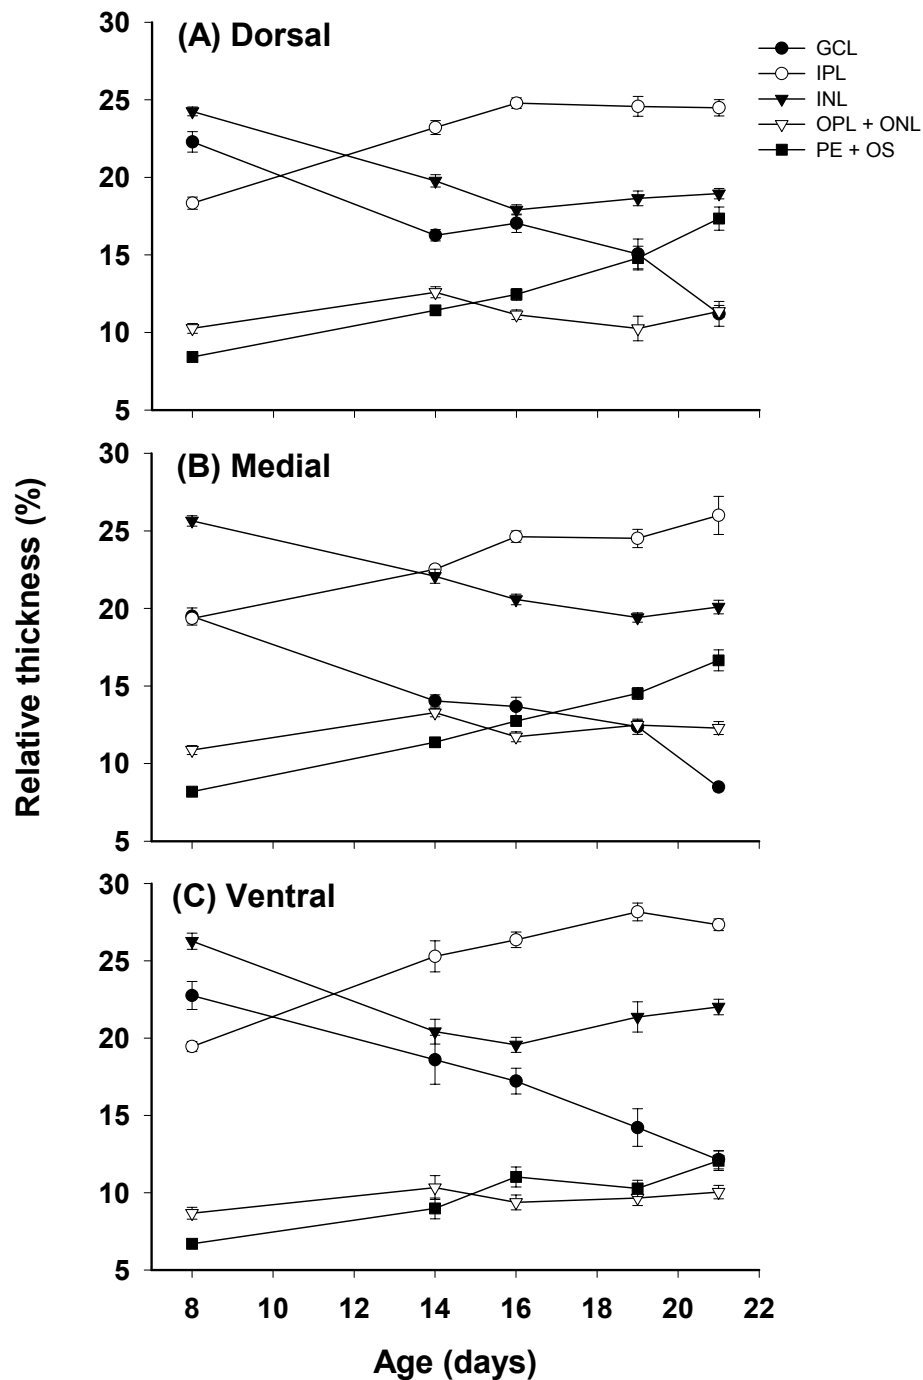 (A) Dorsal
GCL
IPL
INL
OPL + ONL
PE + OS
30
25
20
15
10
5
(B) Medial
30
25
20
15
10
5
Relative thickness (%)
(C) Ventral
30
25
20
15
10
5
8 10 12 14 16 18 20 22
Age (days)